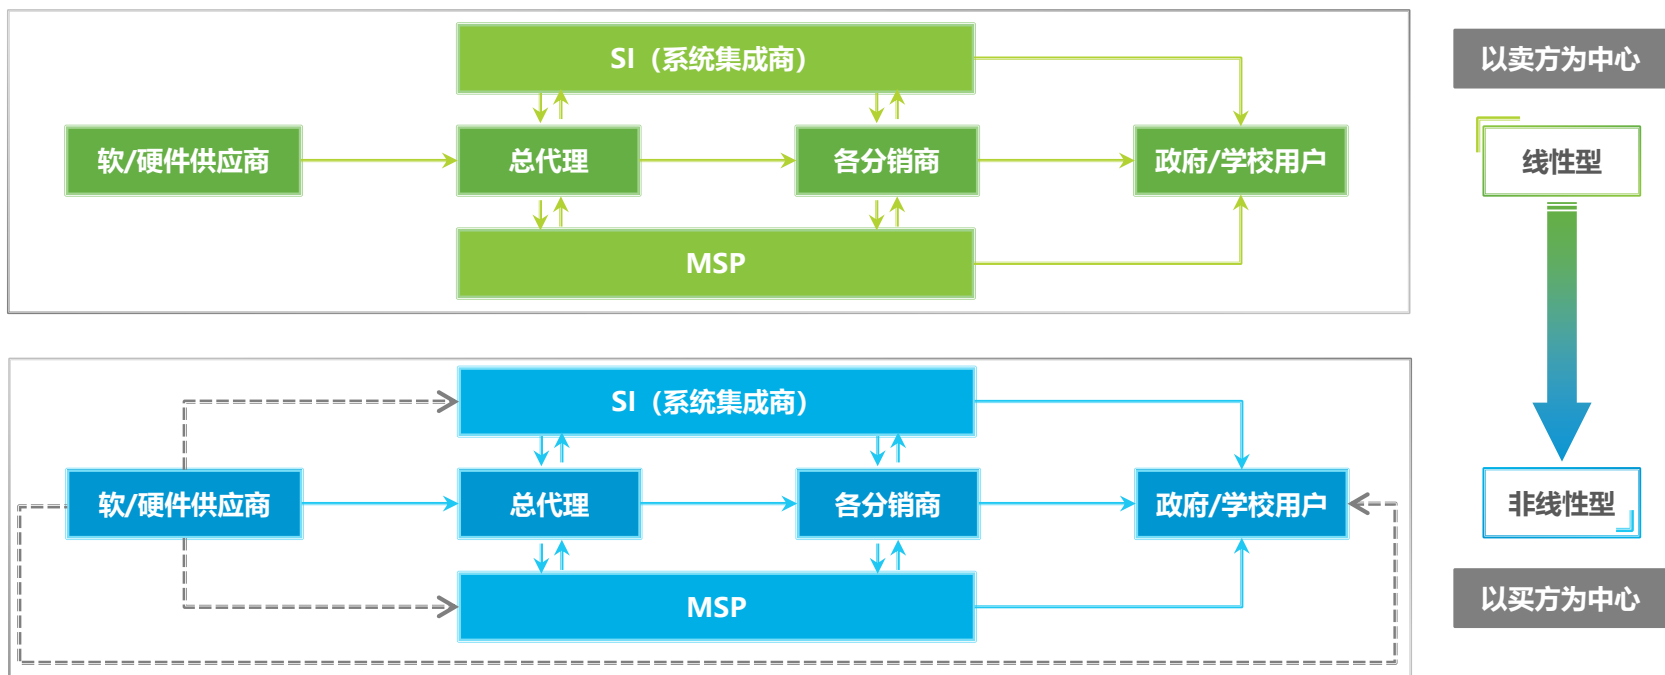 SI（系统集成商）
软/硬件供应商
总代理
各分销商
政府/学校用户
MSP
以卖方为中心
线性型
SI（系统集成商）
软/硬件供应商
总代理
各分销商
政府/学校用户
MSP
非线性型
以买方为中心